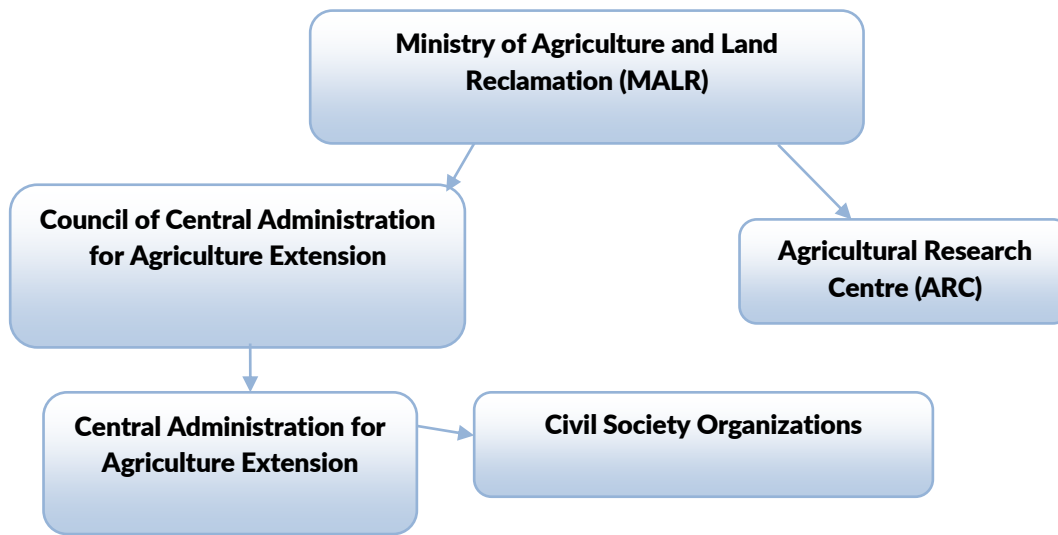 Ministry of Agriculture and Land
Reclamation (MALR)
Council of Central Administration
for Agriculture Extension
Agricultural Research
Centre (ARC)
Central Administration for
Agriculture Extension
Civil Society Organizations